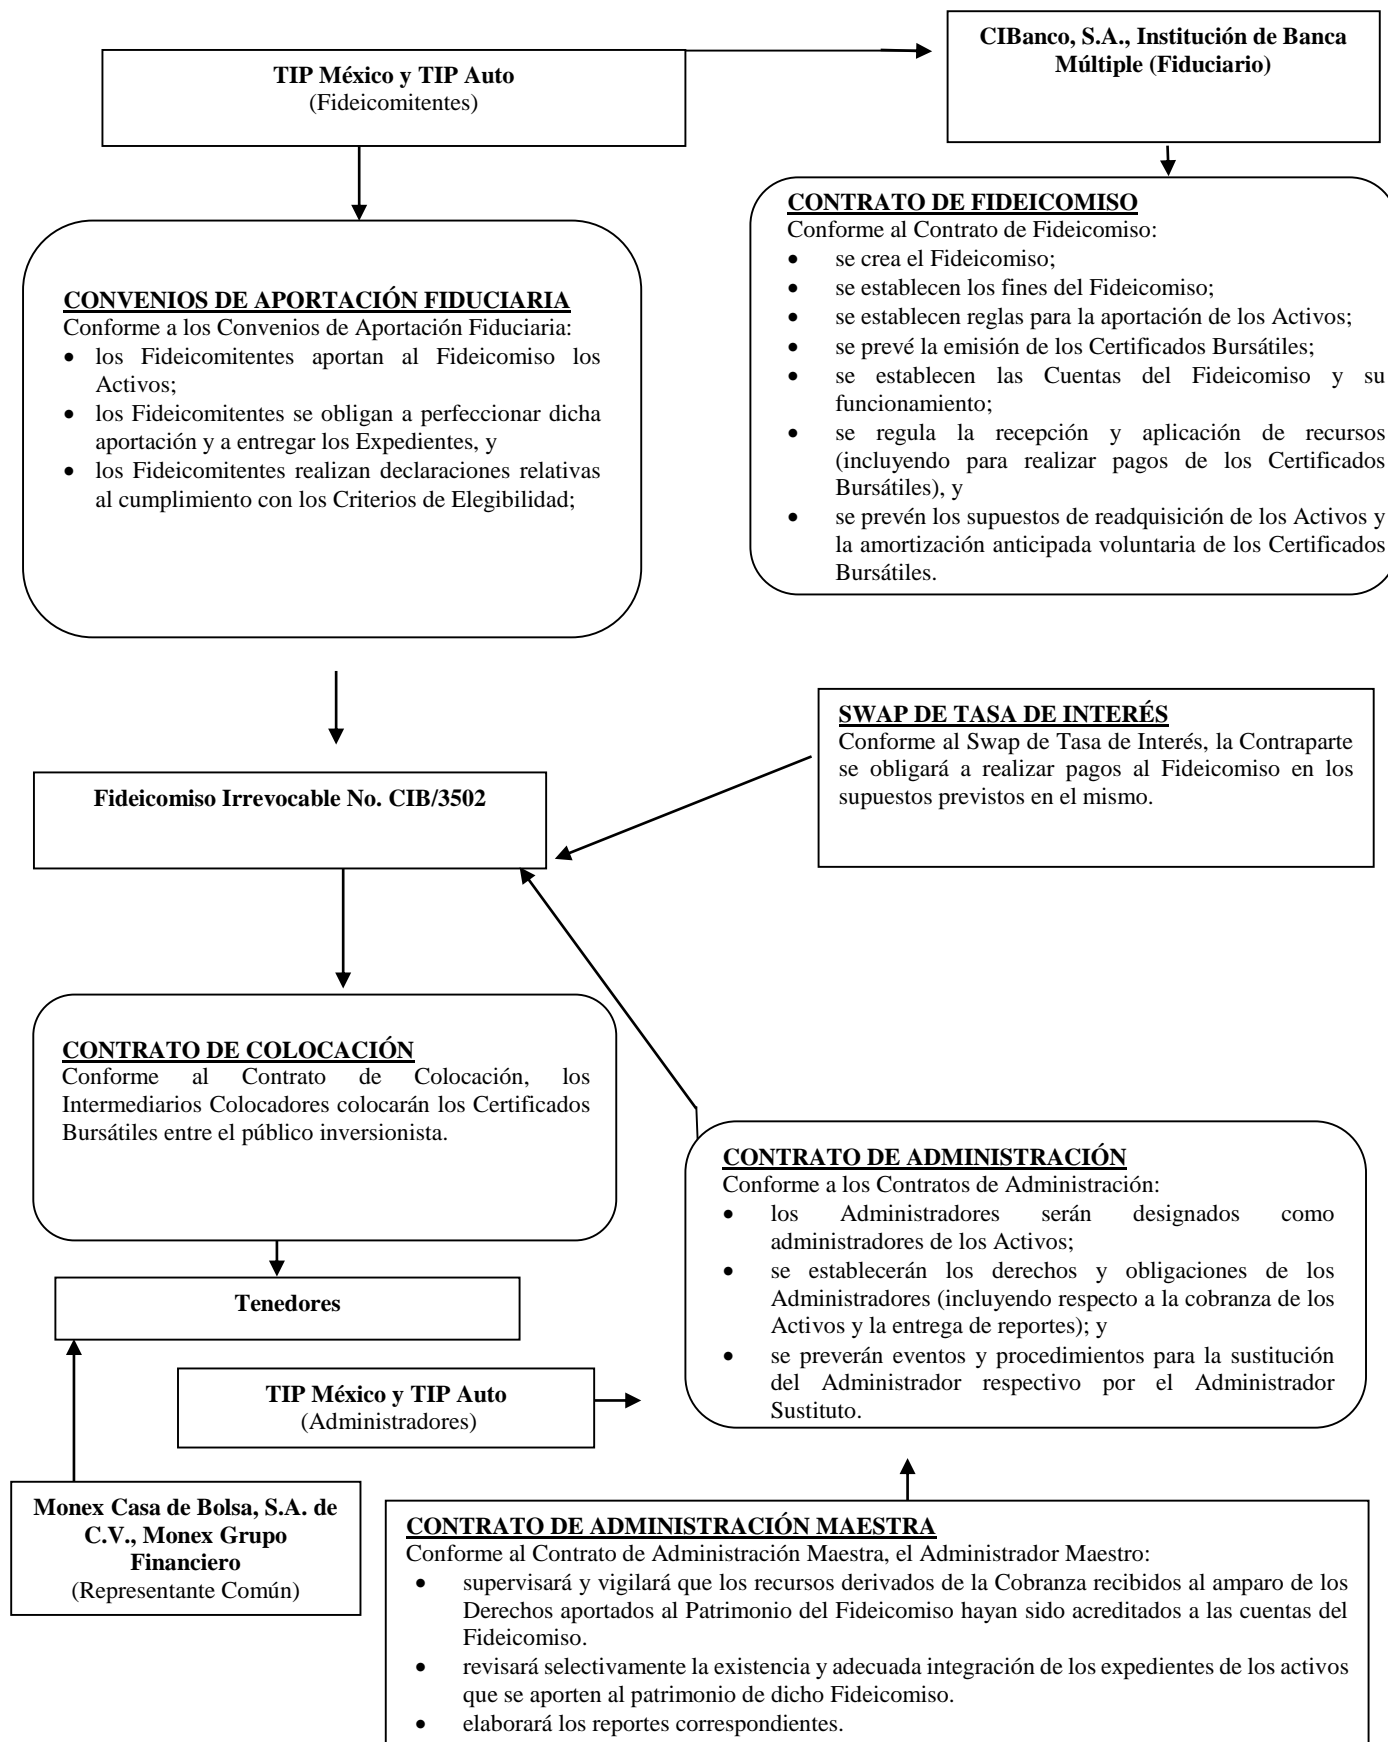 TIP México y TIP Auto
(Fideicomitentes)
CIBanco, S.A., Institución de Banca
Múltiple (Fiduciario)
CONVENIOS DE APORTACIÓN FIDUCIARIA
Conforme a los Convenios de Aportación Fiduciaria:
• los Fideicomitentes aportan al Fideicomiso los
Activos;
• los Fideicomitentes se obligan a perfeccionar dicha
aportación y a entregar los Expedientes, y
• los Fideicomitentes realizan declaraciones relativas
al cumplimiento con los Criterios de Elegibilidad;
CONTRATO DE FIDEICOMISO
Conforme al Contrato de Fideicomiso:
• se crea el Fideicomiso;
• se establecen los fines del Fideicomiso;
• se establecen reglas para la aportación de los Activos;
• se prevé la emisión de los Certificados Bursátiles;
• se establecen las Cuentas del Fideicomiso y su
funcionamiento;
• se regula la recepción y aplicación de recursos
(incluyendo para realizar pagos de los Certificados
Bursátiles), y
• se prevén los supuestos de readquisición de los Activos y
la amortización anticipada voluntaria de los Certificados
Bursátiles.
SWAP DE TASA DE INTERÉS
Conforme al Swap de Tasa de Interés, la Contraparte
se obligará a realizar pagos al Fideicomiso en los
supuestos previstos en el mismo.
Fideicomiso Irrevocable No. CIB/3502
CONTRATO DE COLOCACIÓN
Conforme al Contrato de Colocación, los
Intermediarios Colocadores colocarán los Certificados
Bursátiles entre el público inversionista.
CONTRATO DE ADMINISTRACIÓN
Conforme a los Contratos de Administración:
• los Administradores serán designados como
administradores de los Activos;
• se establecerán los derechos y obligaciones de los
Administradores (incluyendo respecto a la cobranza de los
Activos y la entrega de reportes); y
• se preverán eventos y procedimientos para la sustitución
del Administrador respectivo por el Administrador
Sustituto.
Tenedores
TIP México y TIP Auto
(Administradores)
Monex Casa de Bolsa, S.A. de
C.V., Monex Grupo
Financiero
(Representante Común)
CONTRATO DE ADMINISTRACIÓN MAESTRA
Conforme al Contrato de Administración Maestra, el Administrador Maestro:
• supervisará y vigilará que los recursos derivados de la Cobranza recibidos al amparo de los
Derechos aportados al Patrimonio del Fideicomiso hayan sido acreditados a las cuentas del
Fideicomiso.
• revisará selectivamente la existencia y adecuada integración de los expedientes de los activos
que se aporten al patrimonio de dicho Fideicomiso.
• elaborará los reportes correspondientes.